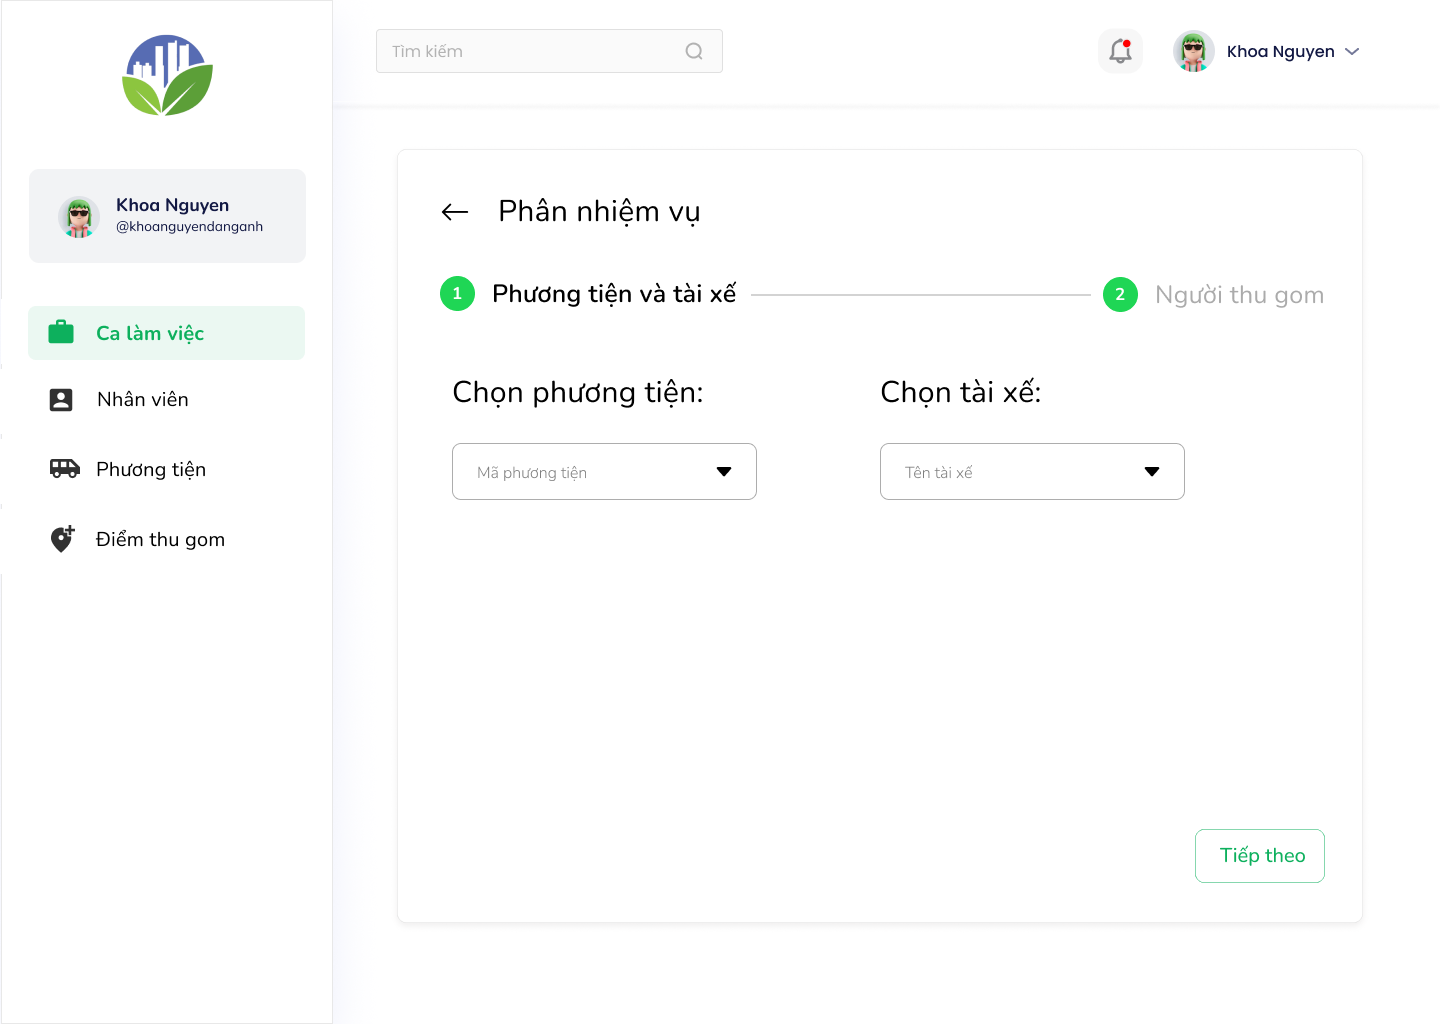 Tìm kiếm
Khoa Nguyen
Khoa Nguyen
@khoanguyendanganh
Ca làm việc
Nhân viên
Phương tiện
Điểm thu gom
Phân nhiệm vụ
1 Phương tiện và tài xế
2 Người thu gom
Chọn phương tiện:
Chọn tài xế:
Mã phương tiện
Tên tài xế
Tiếp theo